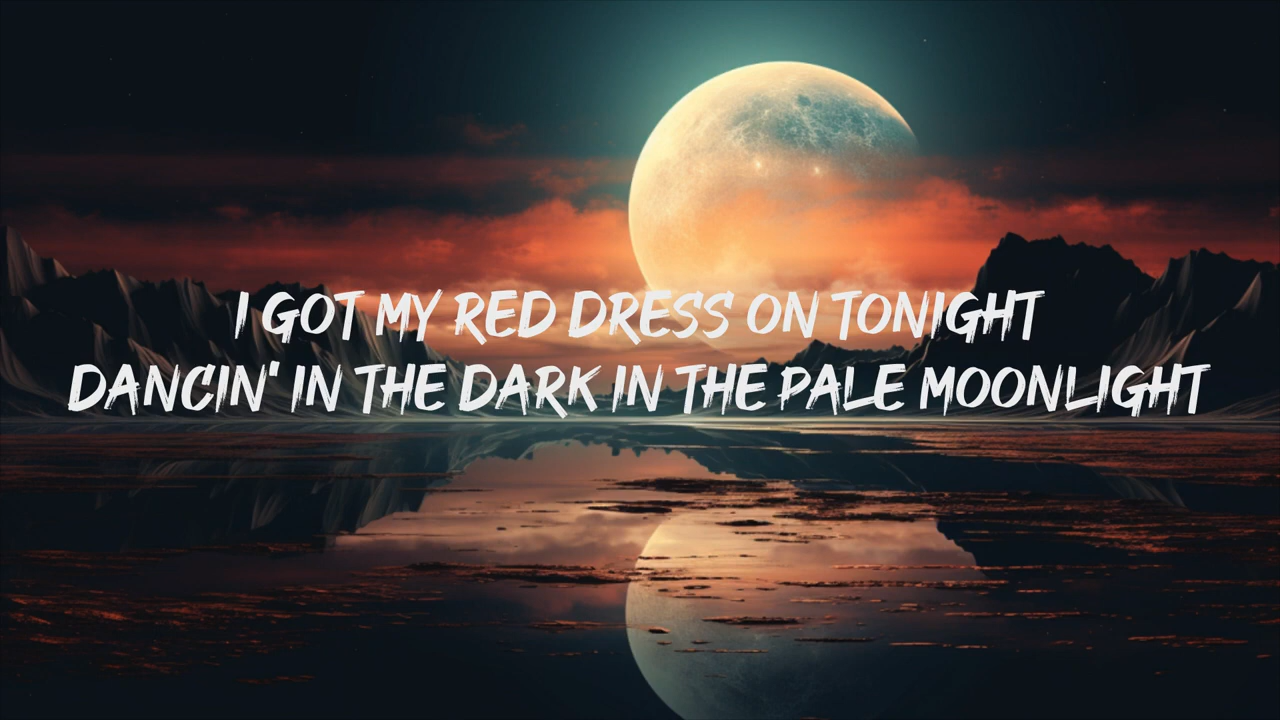 I GOT MY RED DRESS ON TONIGHT
DANCIN' IN THE DARK IN THE PALE MOONLIGHT